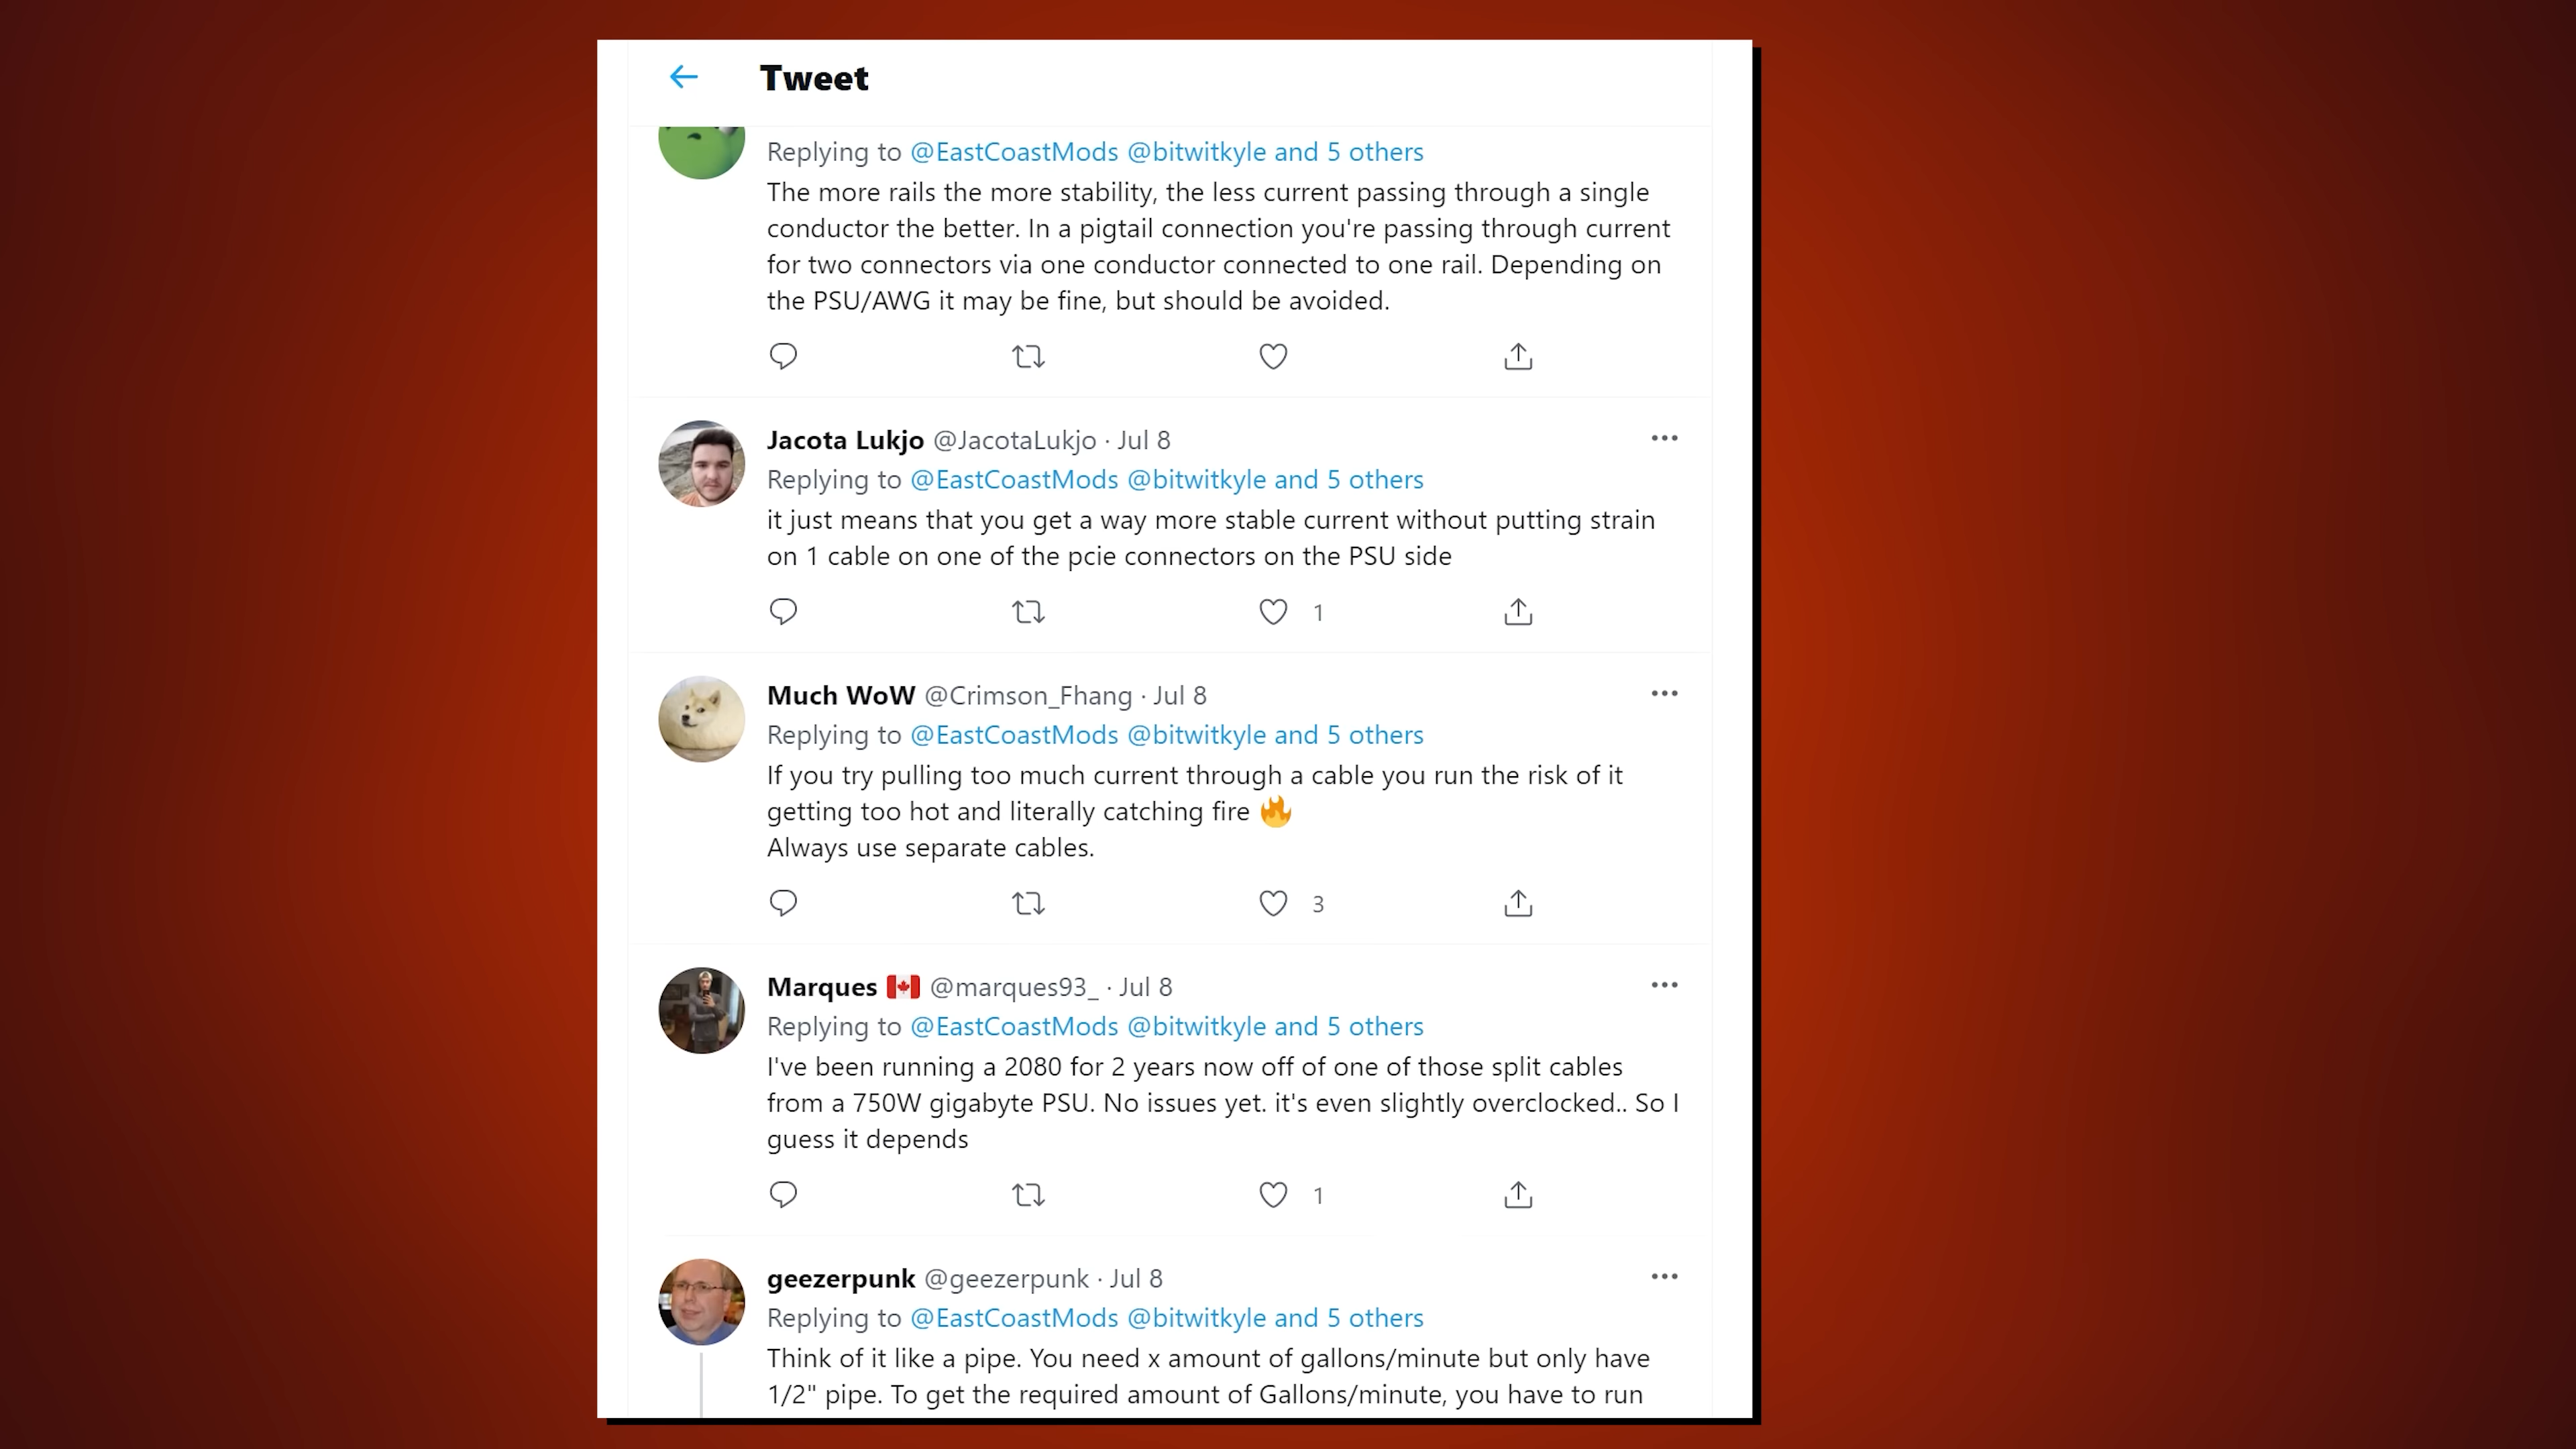 Tweet
Replying to @EastCoastMods @bitwitkyle and 5 others
The more rails the more stability, the less current passing through a single
conductor the better. In a pigtail connection you're passing through current
for two connectors via one conductor connected to one rail. Depending on
the PSU/AWG it may be fine, but should be avoided.
Jacota Lukjo @JacotaLukjo · Jul 8
Replying to @EastCoastMods @bitwitkyle and 5 others
it just means that you get a way more stable current without putting strain
on 1 cable on one of the pcie connectors on the PSU side
1
Much WoW @Crimson_Fhang · Jul 8
Replying to @EastCoastMods @bitwitkyle and 5 others
If you try pulling too much current through a cable you run the risk of it
getting too hot and literally catching fire 🔥
Always use separate cables.
3
Marques 🇨🇦 @marques93_ · Jul 8
Replying to @EastCoastMods @bitwitkyle and 5 others
I've been running a 2080 for 2 years now off of one of those split cables
from a 750W gigabyte PSU. No issues yet. it's even slightly overclocked.. So I
guess it depends
1
geezerpunk @geezerpunk · Jul 8
Replying to @EastCoastMods @bitwitkyle and 5 others
Think of it like a pipe. You need x amount of gallons/minute but only have
1/2" pipe. To get the required amount of Gallons/minute, you have to run